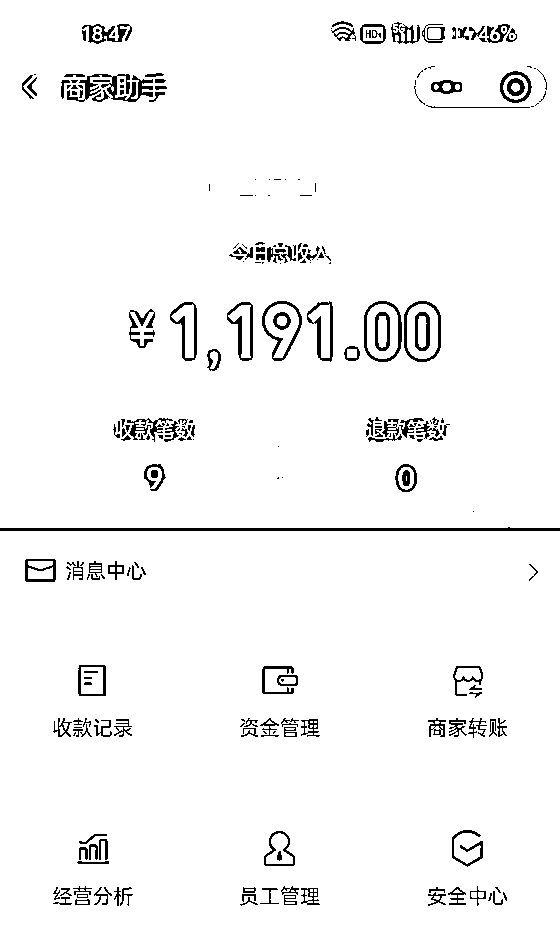 18:47 HD 5G 46%
商家助手
今日总收入
¥1,191.00
收款笔数 退款笔数
9 0
消息中心
收款记录 资金管理 商家转账
经营分析 员工管理 安全中心